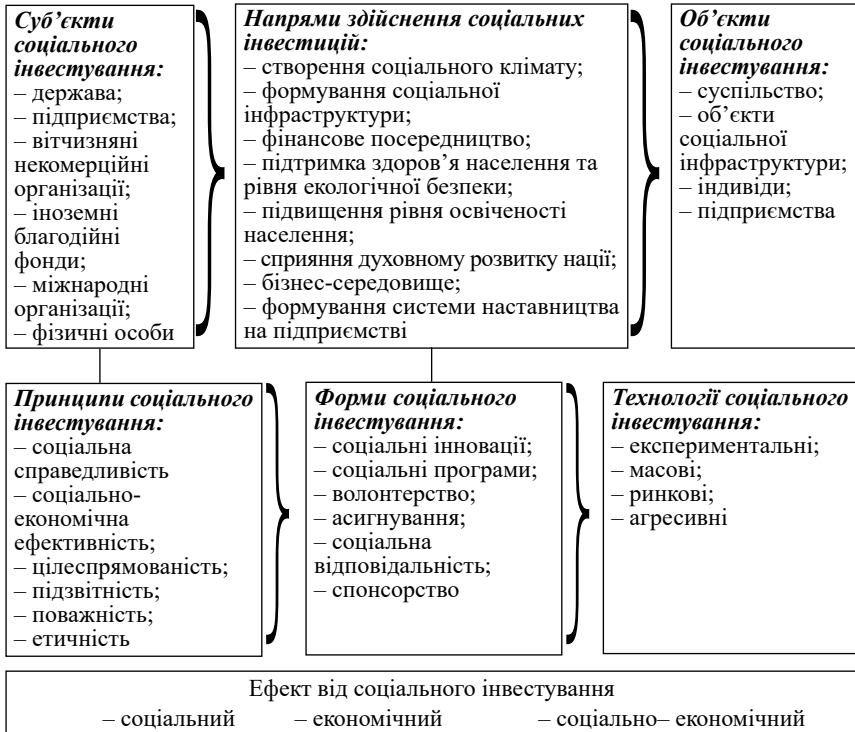 Суб’єкти
соціального
інвестування:
– держава;
– підприємства;
– вітчизняні
некомерційні
організації;
– іноземні
благодійні
фонди;
– міжнародні
організації;
– фізичні особи
Напрями здійснення соціальних
інвестицій:
– створення соціального клімату;
– формування соціальної
інфраструктури;
– фінансове посередництво;
– підтримка здоров’я населення та
рівня екологічної безпеки;
– підвищення рівня освіченості
населення;
– сприяння духовному розвитку нації;
– бізнес-середовище;
– формування системи наставництва
на підприємстві
Об’єкти
соціального
інвестування:
– суспільство;
– об’єкти
соціальної
інфраструктури;
– індивіди;
– підприємства
Принципи соціального
інвестування:
– соціальна
справедливість
– соціально-
економічна
ефективність;
– цілеспрямованість;
– підзвітність;
– поважність;
– етичність
Форми соціального
інвестування:
– соціальні інновації;
– соціальні програми;
– волонтерство;
– асигнування;
– соціальна
відповідальність;
– спонсорство
Технології соціального
інвестування:
– експериментальні;
– масові;
– ринкові;
– агресивні
Ефект від соціального інвестування
– соціальний – економічний – соціально– економічний